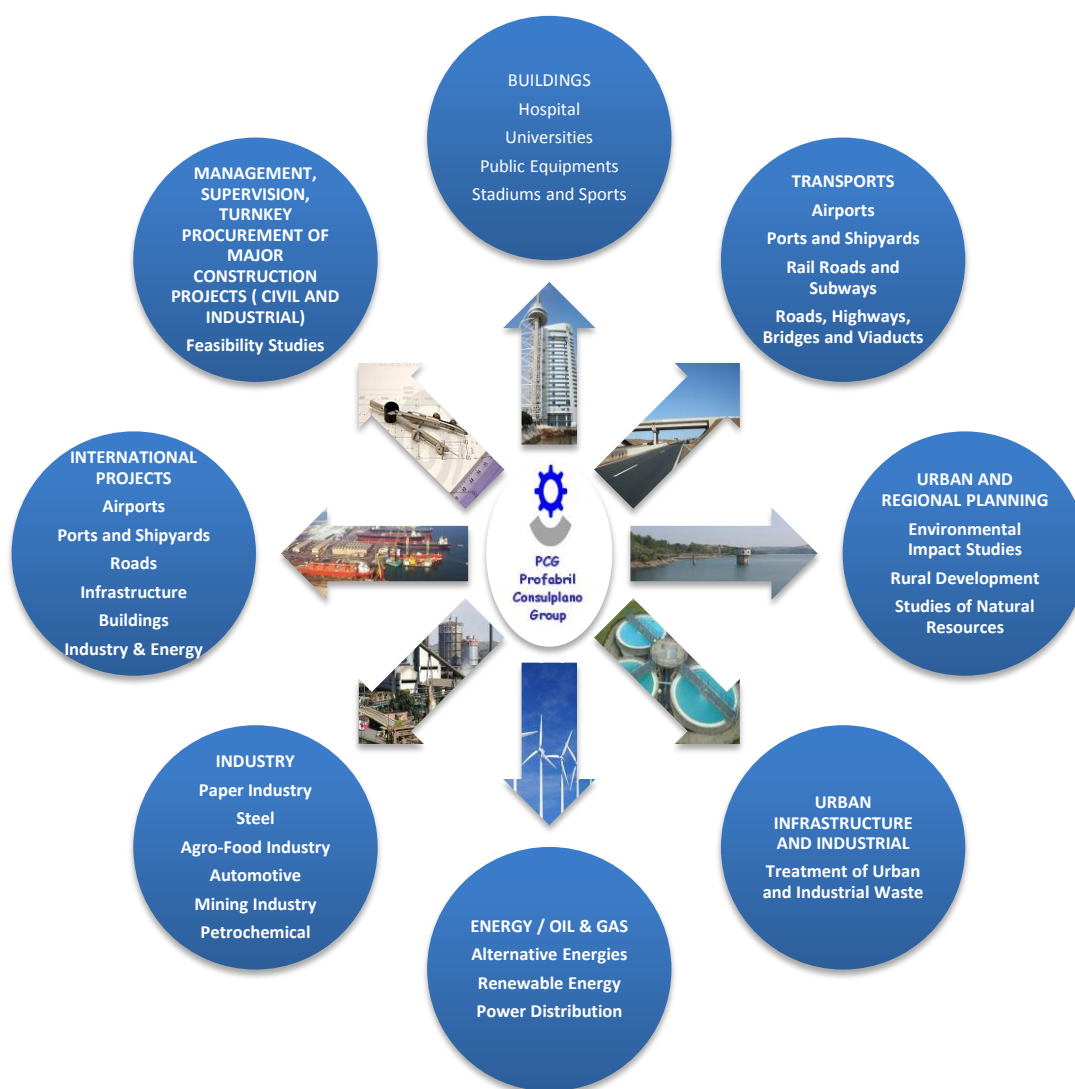 BUILDINGS
Hospital
Universities
Public Equipments
Stadiums and Sports
TRANSPORTS
Airports
Ports and Shipyards
Rail Roads and
Subways
Roads, Highways,
Bridges and Viaducts
URBAN AND
REGIONAL PLANNING
Environmental
Impact Studies
Rural Development
Studies of Natural
Resources
URBAN
INFRASTRUCTURE
AND INDUSTRIAL
Treatment of Urban
and Industrial Waste
ENERGY / OIL & GAS
Alternative Energies
Renewable Energy
Power Distribution
INDUSTRY
Paper Industry
Steel
Agro-Food Industry
Automotive
Mining Industry
Petrochemical
INTERNATIONAL
PROJECTS
Airports
Ports and Shipyards
Roads
Infrastructure
Buildings
Industry & Energy
MANAGEMENT,
SUPERVISION,
TURNKEY
PROCUREMENT OF
MAJOR
CONSTRUCTION
PROJECTS ( CIVIL AND
INDUSTRIAL)
Feasibility Studies
PCG
Profabril
Consulplano
Group